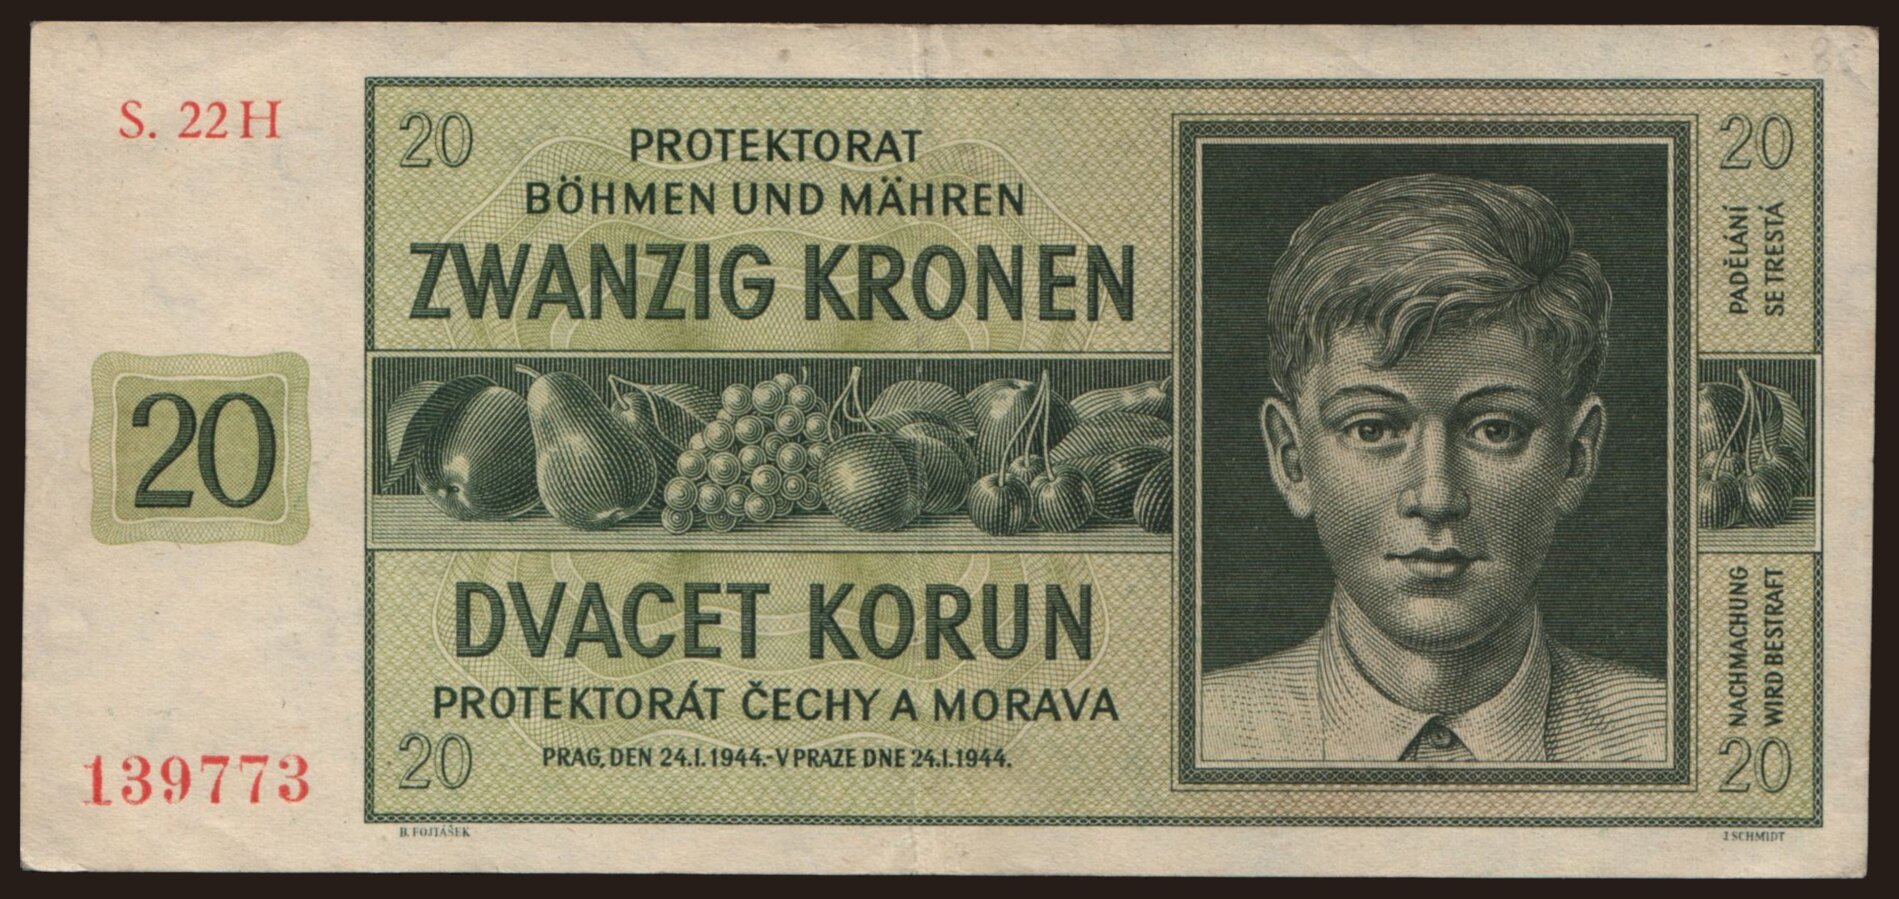 S. 22H
20
20
PROTEKTORAT
BÖHMEN UND MÄHREN
ZWANZIG KRONEN
PADĚLÁNÍ
SE TRESTÁ
20
DVACET KORUN
PROTEKTORÁT ČECHY A MORAVA
PRAG, DEN 24.I.1944.-V PRAZE DNE 24.I.1944.
NACHMACHUNG
WIRD BESTRAFT
139773
20
20
B. FOJTÁŠEK
J SCHMIDT